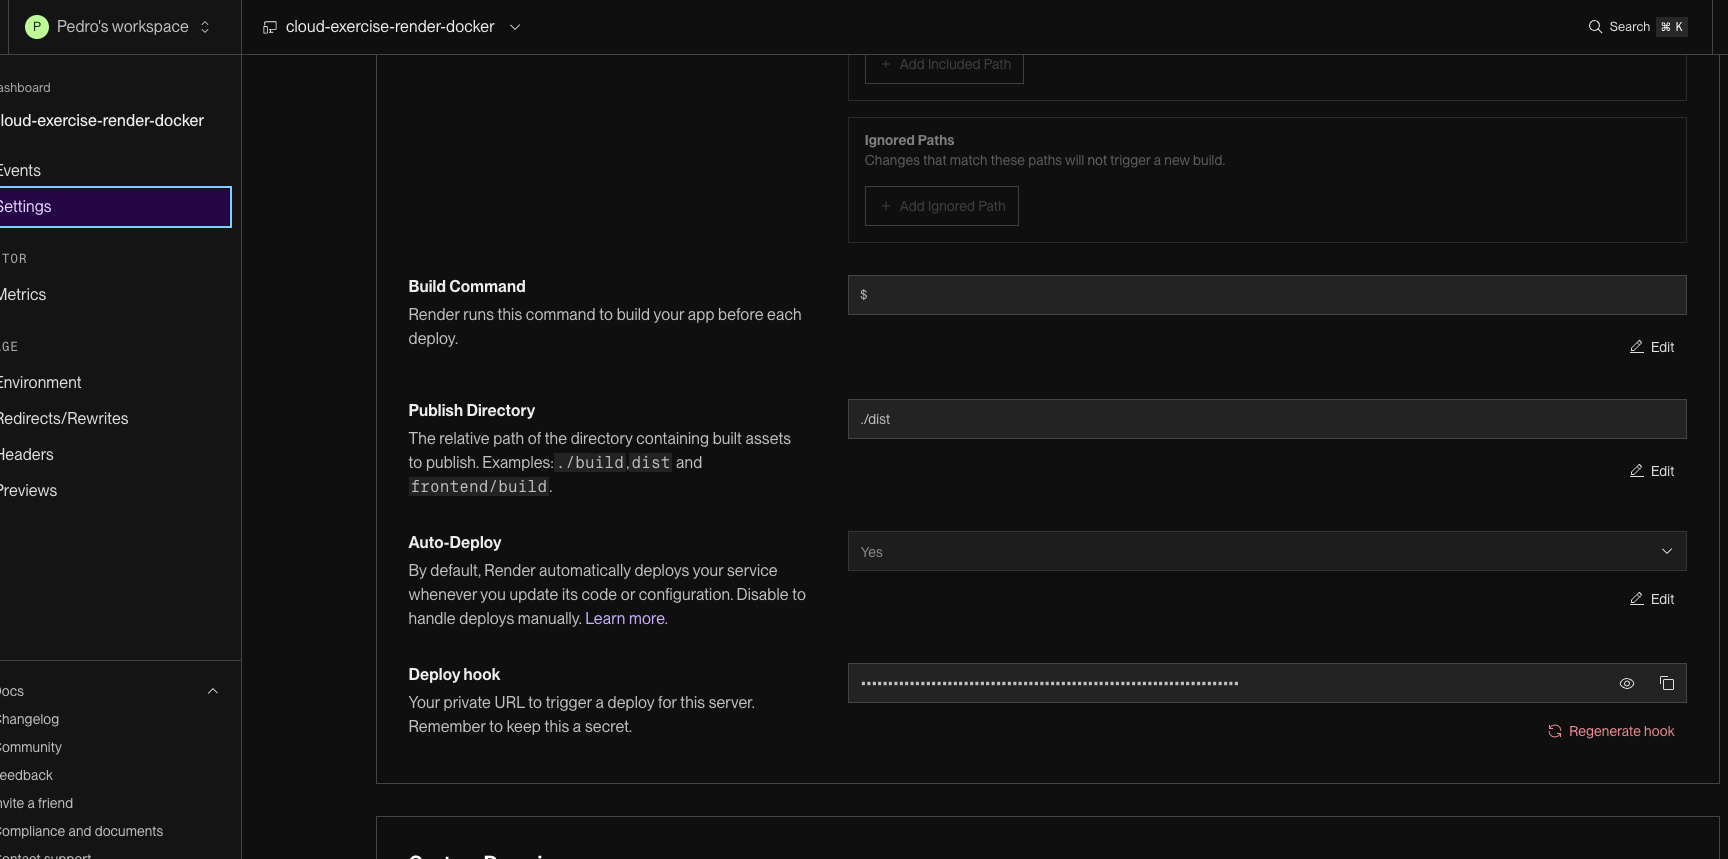 P Pedro's workspace
cloud-exercise-render-docker
Search ⌘ K
ashboard
loud-exercise-render-docker
Events
Settings
TOR
Metrics
GE
Environment
Redirects/Rewrites
Headers
Previews
ocs
Changelog
Community
eedback
nvite a friend
Compliance and documents
Contact support
+ Add Included Path
Ignored Paths
Changes that match these paths will not trigger a new build.
+ Add Ignored Path
Build Command
Render runs this command to build your app before each
deploy.
$
Edit
Publish Directory
The relative path of the directory containing built assets
to publish. Examples: ./build, dist and
frontend/build.
./dist
Edit
Auto-Deploy
By default, Render automatically deploys your service
whenever you update its code or configuration. Disable to
handle deploys manually. Learn more.
Yes
Edit
Deploy hook
Your private URL to trigger a deploy for this server.
Remember to keep this a secret.
Regenerate hook